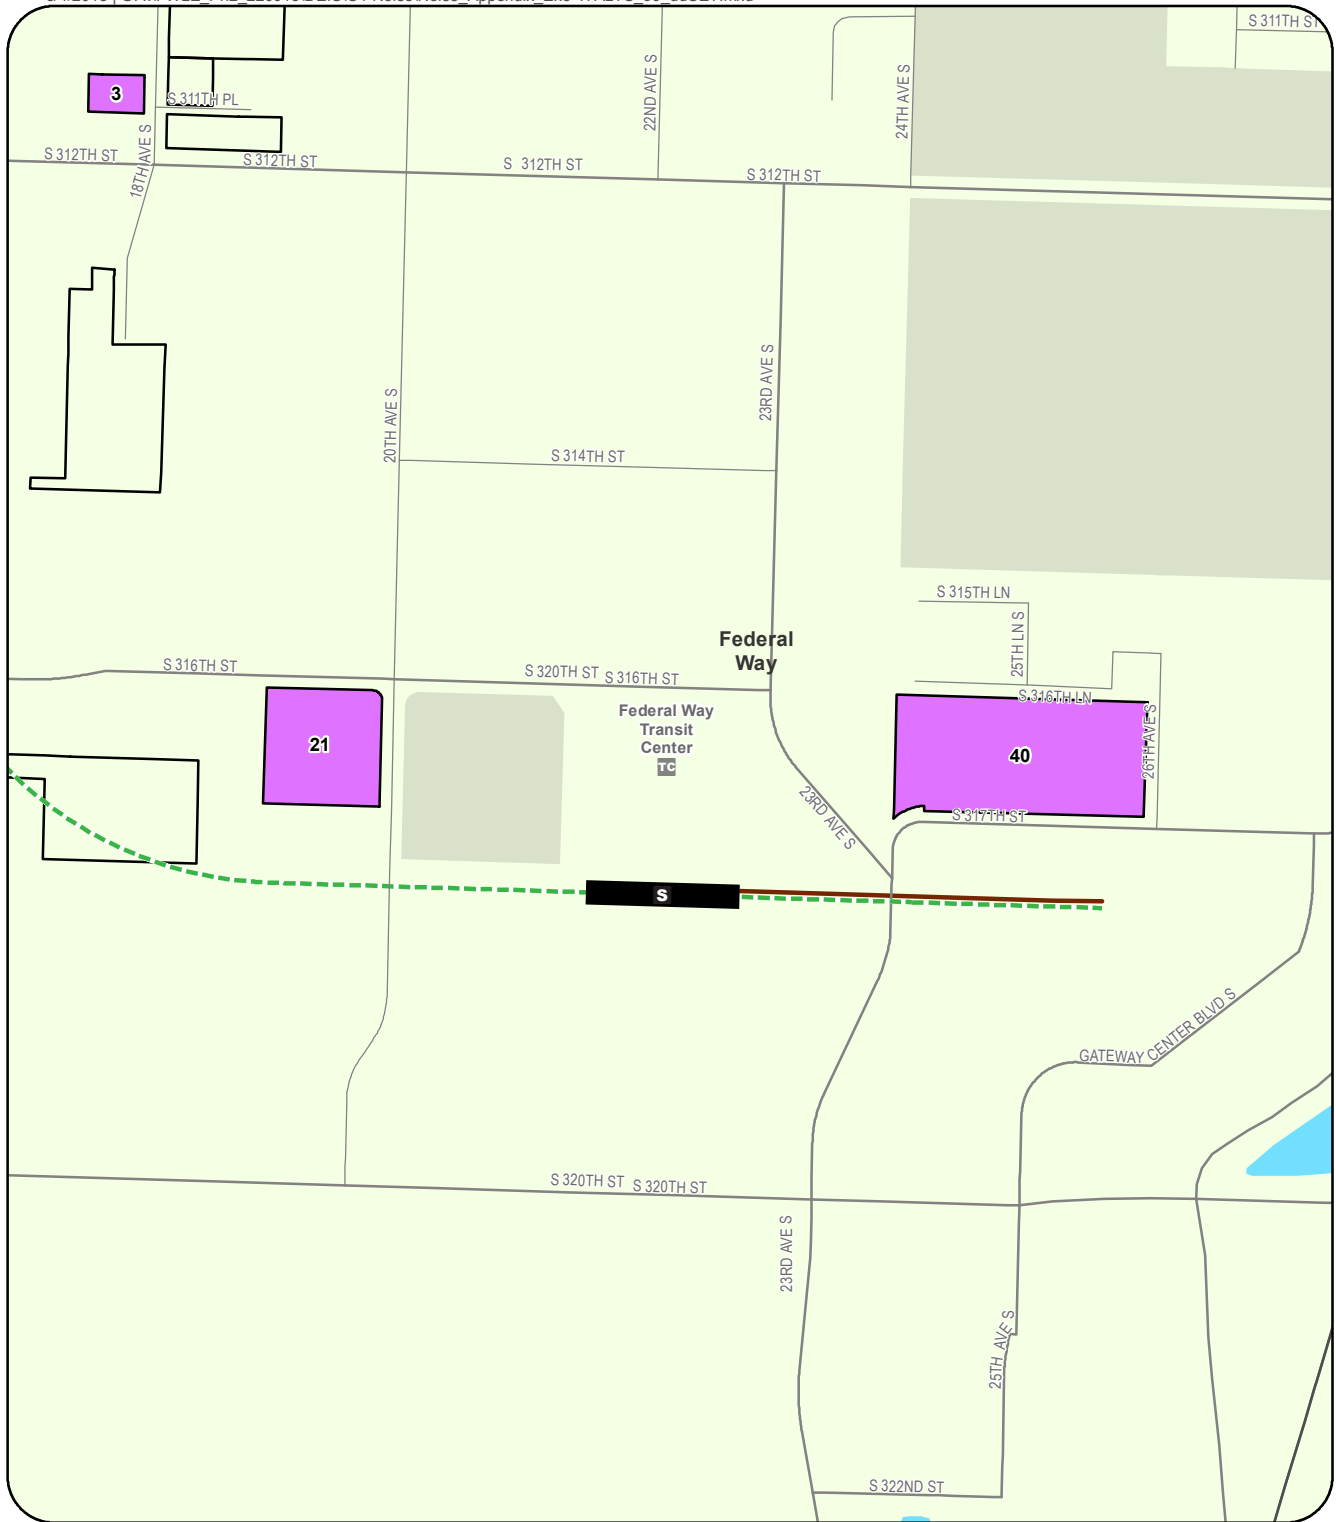 S 311TH ST
22ND AVE S
24TH AVE S
3
S 311TH PL
18TH AVE S
S 312TH ST
S 312TH ST
S 312TH ST
S 312TH ST
23RD AVE S
20TH AVE S
S 314TH ST
S 315TH LN
25TH LN S
Federal
Way
S 316TH ST
S 320TH ST
S 316TH ST
S 316TH LN
Federal Way
Transit
Center
TC
21
40
26TH AVE S
23RD AVE S
S 317TH ST
S
CENTER BLVD S
GATEWAY
S 320TH ST
S 320TH ST
23RD AVE S
25TH AVE S
S 322ND ST